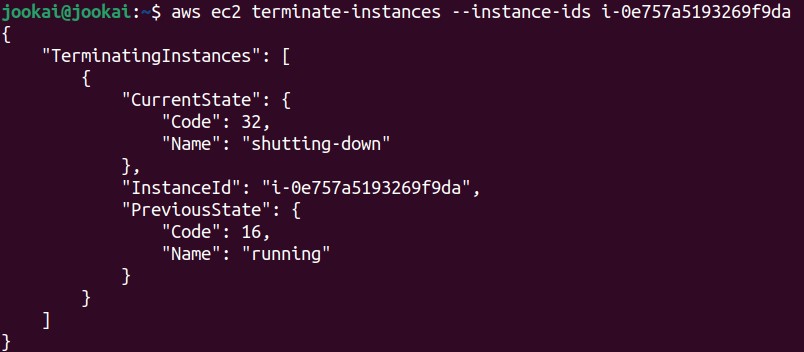 jookai@jookai:~$ aws ec2 terminate-instances --instance-ids i-0e757a5193269f9da
{
    "TerminatingInstances": [
        {
            "CurrentState": {
                "Code": 32,
                "Name": "shutting-down"
            },
            "InstanceId": "i-0e757a5193269f9da",
            "PreviousState": {
                "Code": 16,
                "Name": "running"
            }
        }
    ]
}